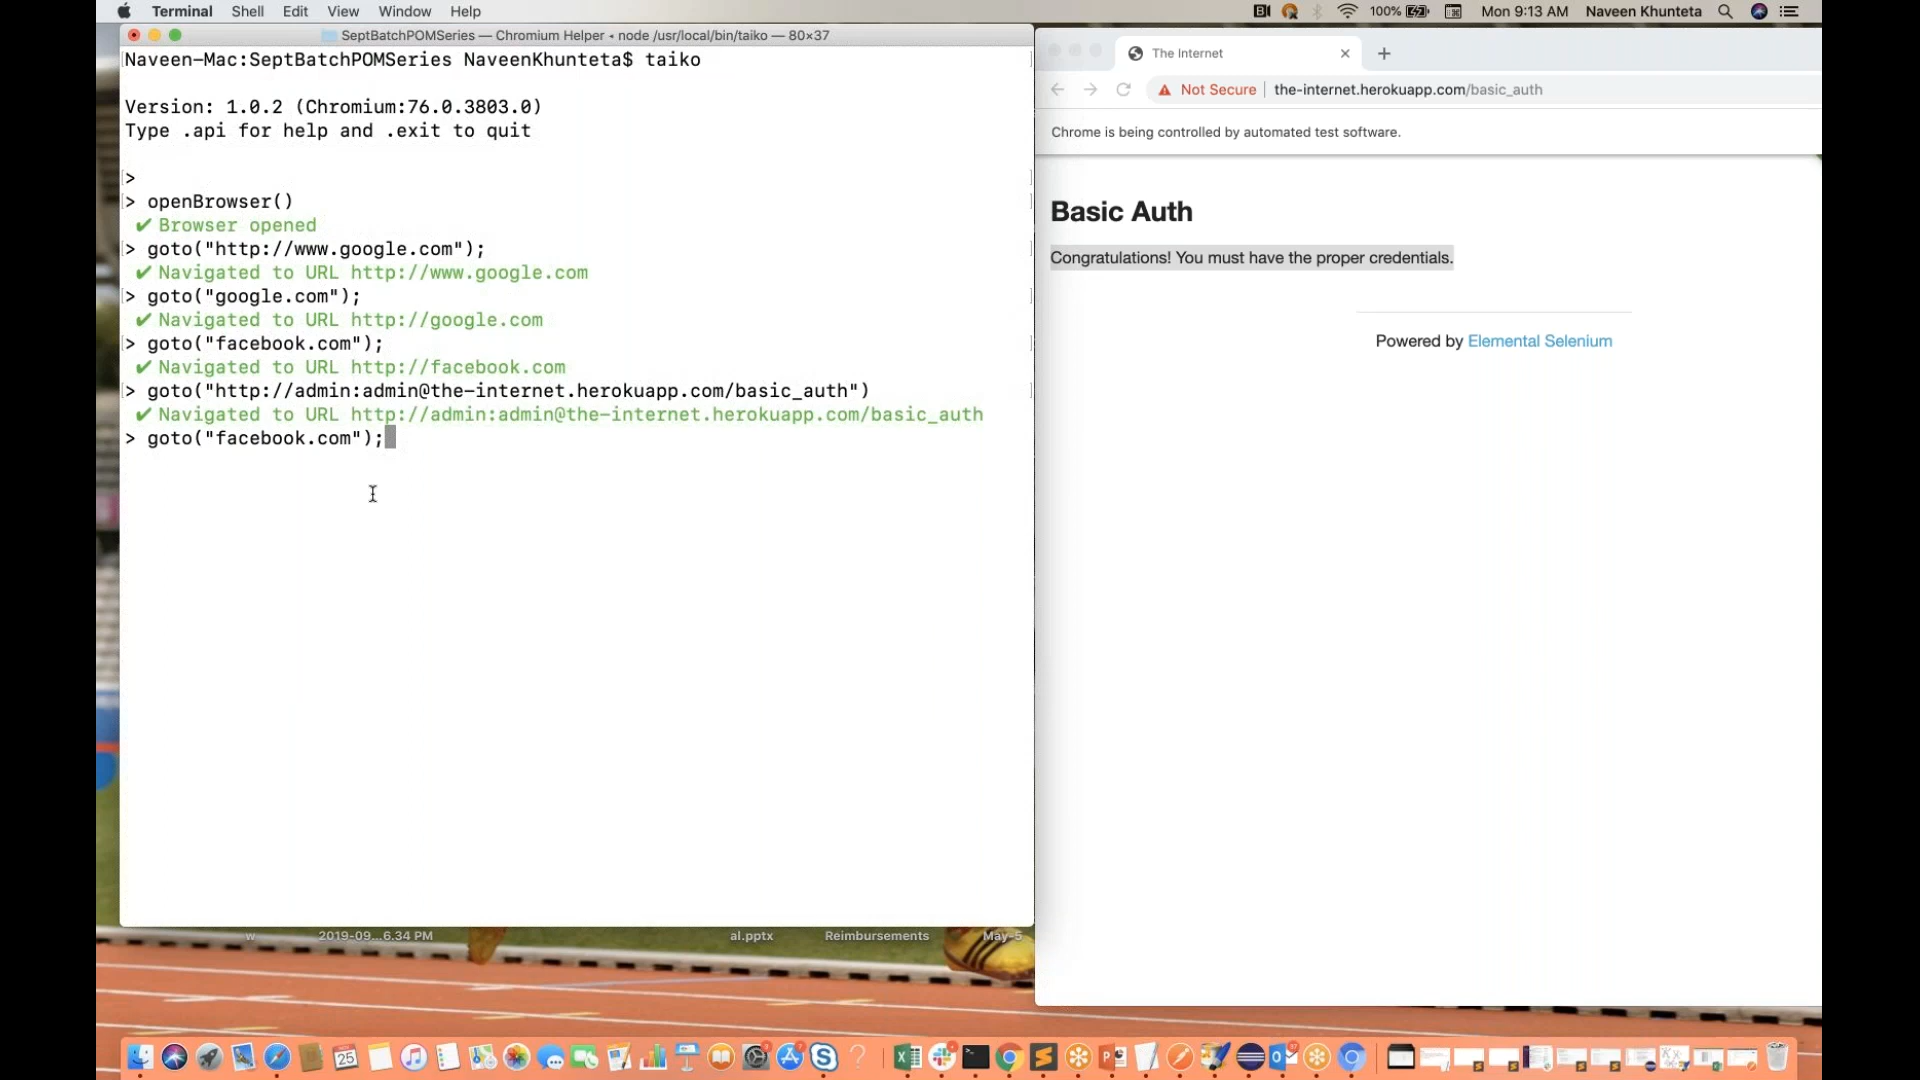 Terminal Shell Edit View Window Help
100% Mon 9:13 AM Naveen Khunteta
SeptBatchPOMSeries — Chromium Helper ◂ node /usr/local/bin/taiko — 80×37
Naveen-Mac:SeptBatchPOMSeries NaveenKhunteta$ taiko
Version: 1.0.2 (Chromium:76.0.3803.0)
Type .api for help and .exit to quit
>
> openBrowser()
✔ Browser opened
> goto("http://www.google.com");
✔ Navigated to URL http://www.google.com
> goto("google.com");
✔ Navigated to URL http://google.com
> goto("facebook.com");
✔ Navigated to URL http://facebook.com
> goto("http://admin:admin@the-internet.herokuapp.com/basic_auth")
✔ Navigated to URL http://admin:admin@the-internet.herokuapp.com/basic_auth
> goto("facebook.com");
The Internet
Not Secure the-internet.herokuapp.com/basic_auth
Chrome is being controlled by automated test software.
Basic Auth
Congratulations! You must have the proper credentials.
Powered by Elemental Selenium
w 2019-09...6.34 PM al.pptx Reimbursements May-5
25